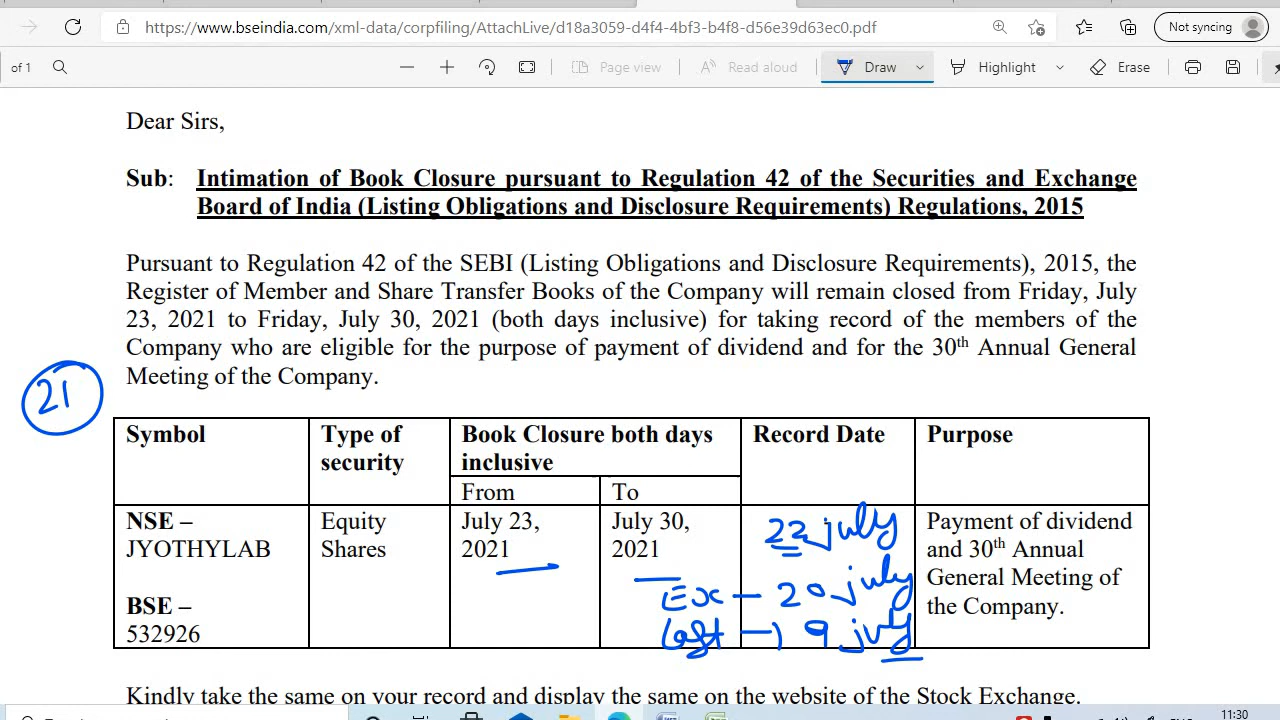 https://www.bseindia.com/xml-data/corpfiling/AttachLive/d18a3059-d4f4-4bf3-b4f8-d56e39d63ec0.pdf
Not syncing
of 1
Page view
Read aloud
Draw
Highlight
Erase
Dear Sirs,
Sub: Intimation of Book Closure pursuant to Regulation 42 of the Securities and Exchange
Board of India (Listing Obligations and Disclosure Requirements) Regulations, 2015
Pursuant to Regulation 42 of the SEBI (Listing Obligations and Disclosure Requirements), 2015, the
Register of Member and Share Transfer Books of the Company will remain closed from Friday, July
23, 2021 to Friday, July 30, 2021 (both days inclusive) for taking record of the members of the
Company who are eligible for the purpose of payment of dividend and for the 30th Annual General
Meeting of the Company.
21
Symbol
Type of
security
Book Closure both days
inclusive
From
To
Record Date
Purpose
NSE –
JYOTHYLAB
BSE –
532926
Equity
Shares
July 23,
2021
July 30,
2021
22 july
Ex – 20 july
last – 19 july
Payment of dividend
and 30th Annual
General Meeting of
the Company.
Kindly take the same on your record and display the same on the website of the Stock Exchange.
11:30